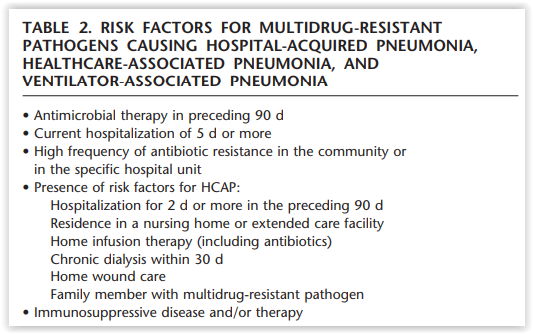 TABLE 2. RISK FACTORS FOR MULTIDRUG-RESISTANT
PATHOGENS CAUSING HOSPITAL-ACQUIRED PNEUMONIA,
HEALTHCARE-ASSOCIATED PNEUMONIA, AND
VENTILATOR-ASSOCIATED PNEUMONIA
• Antimicrobial therapy in preceding 90 d
• Current hospitalization of 5 d or more
• High frequency of antibiotic resistance in the community or
in the specific hospital unit
• Presence of risk factors for HCAP:
Hospitalization for 2 d or more in the preceding 90 d
Residence in a nursing home or extended care facility
Home infusion therapy (including antibiotics)
Chronic dialysis within 30 d
Home wound care
Family member with multidrug-resistant pathogen
• Immunosuppressive disease and/or therapy